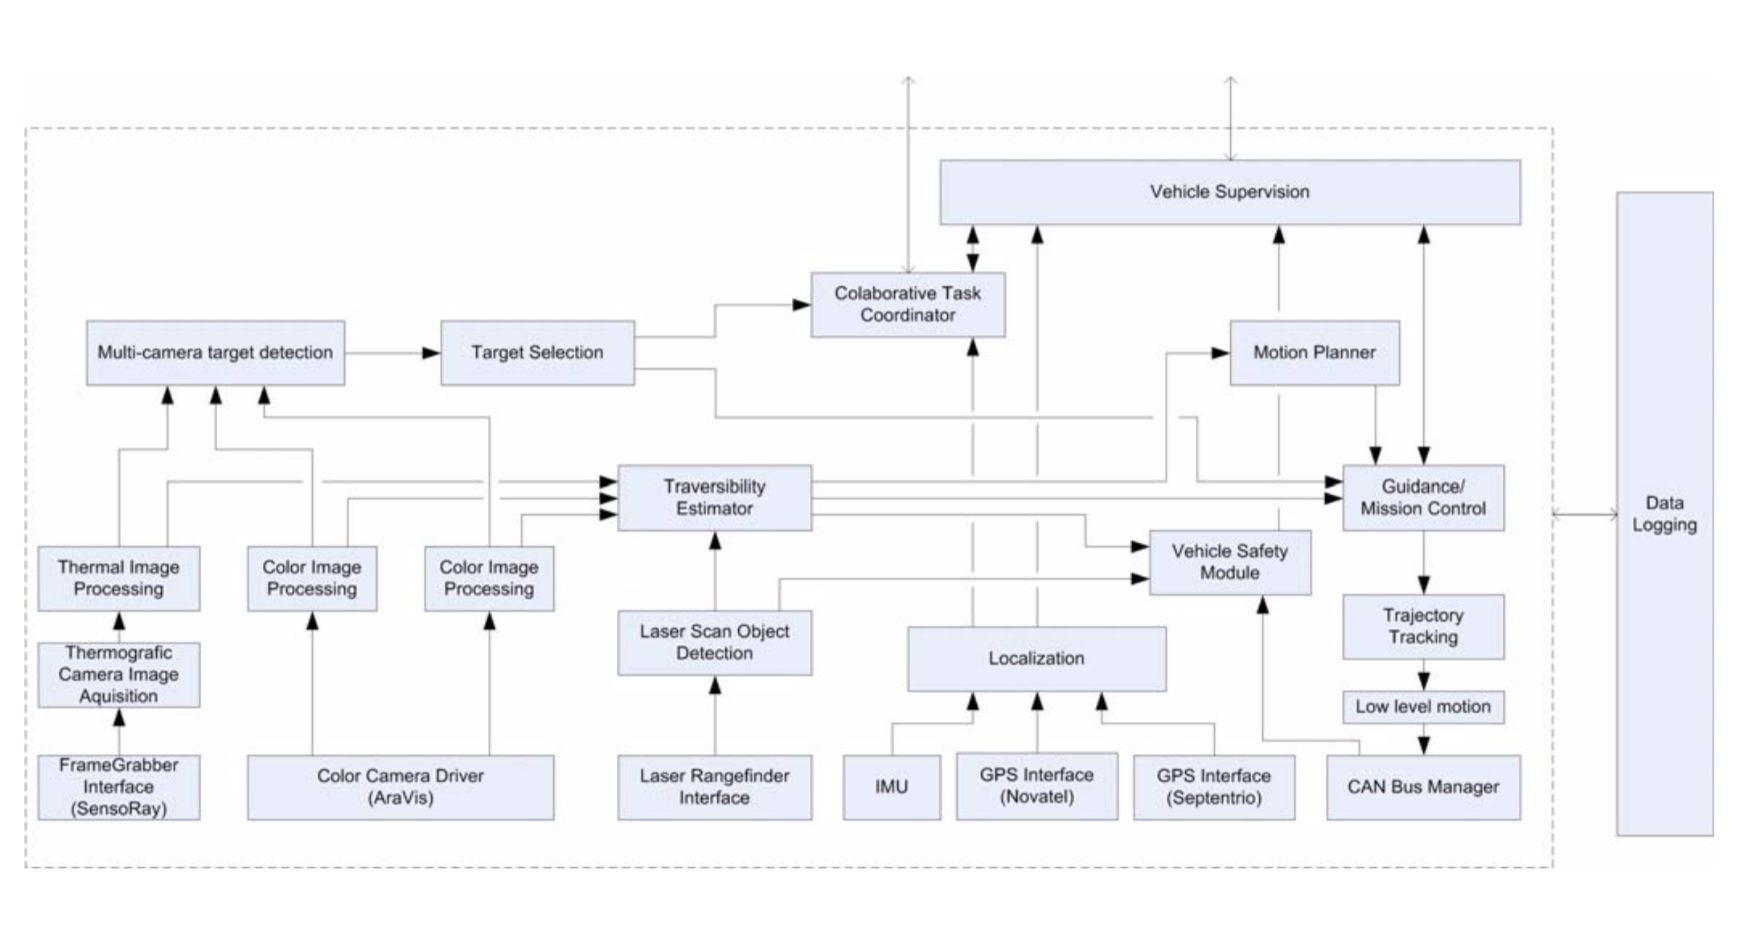 Vehicle Supervision
Colaborative Task
Coordinator
Multi-camera target detection
Target Selection
Motion Planner
Traversibility
Estimator
Guidance/
Mission Control
Data
Logging
Thermal Image
Processing
Color Image
Processing
Color Image
Processing
Vehicle Safety
Module
Laser Scan Object
Detection
Trajectory
Tracking
Localization
Thermografic
Camera Image
Aquisition
Low level motion
FrameGrabber
Interface
(SensoRay)
Color Camera Driver
(AraVis)
Laser Rangefinder
Interface
IMU
GPS Interface
(Novatel)
GPS Interface
(Septentrio)
CAN Bus Manager